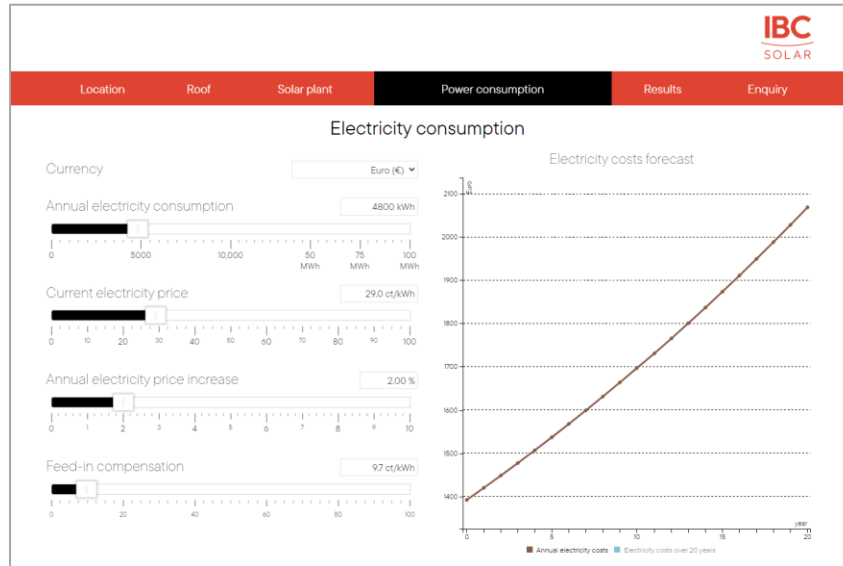 IBC
SOLAR
Location Roof Solar plant Power consumption Results Enquiry
Electricity consumption
Currency
Euro (€)
Annual electricity consumption
4800 kWh
0 5000 10,000 50 MWh 75 MWh 100 MWh
Current electricity price
29.0 ct/kWh
0 10 20 30 40 50 60 70 80 90 100
Annual electricity price increase
2.00 %
0 1 2 3 4 5 6 7 8 9 10
Feed-in compensation
9.7 ct/kWh
0 20 40 60 80 100
Electricity costs forecast
Euro
2100
2000
1900
1800
1700
1600
1500
1400
0 5 10 15 20
year
Annual electricity costs Electricity costs over 20 years